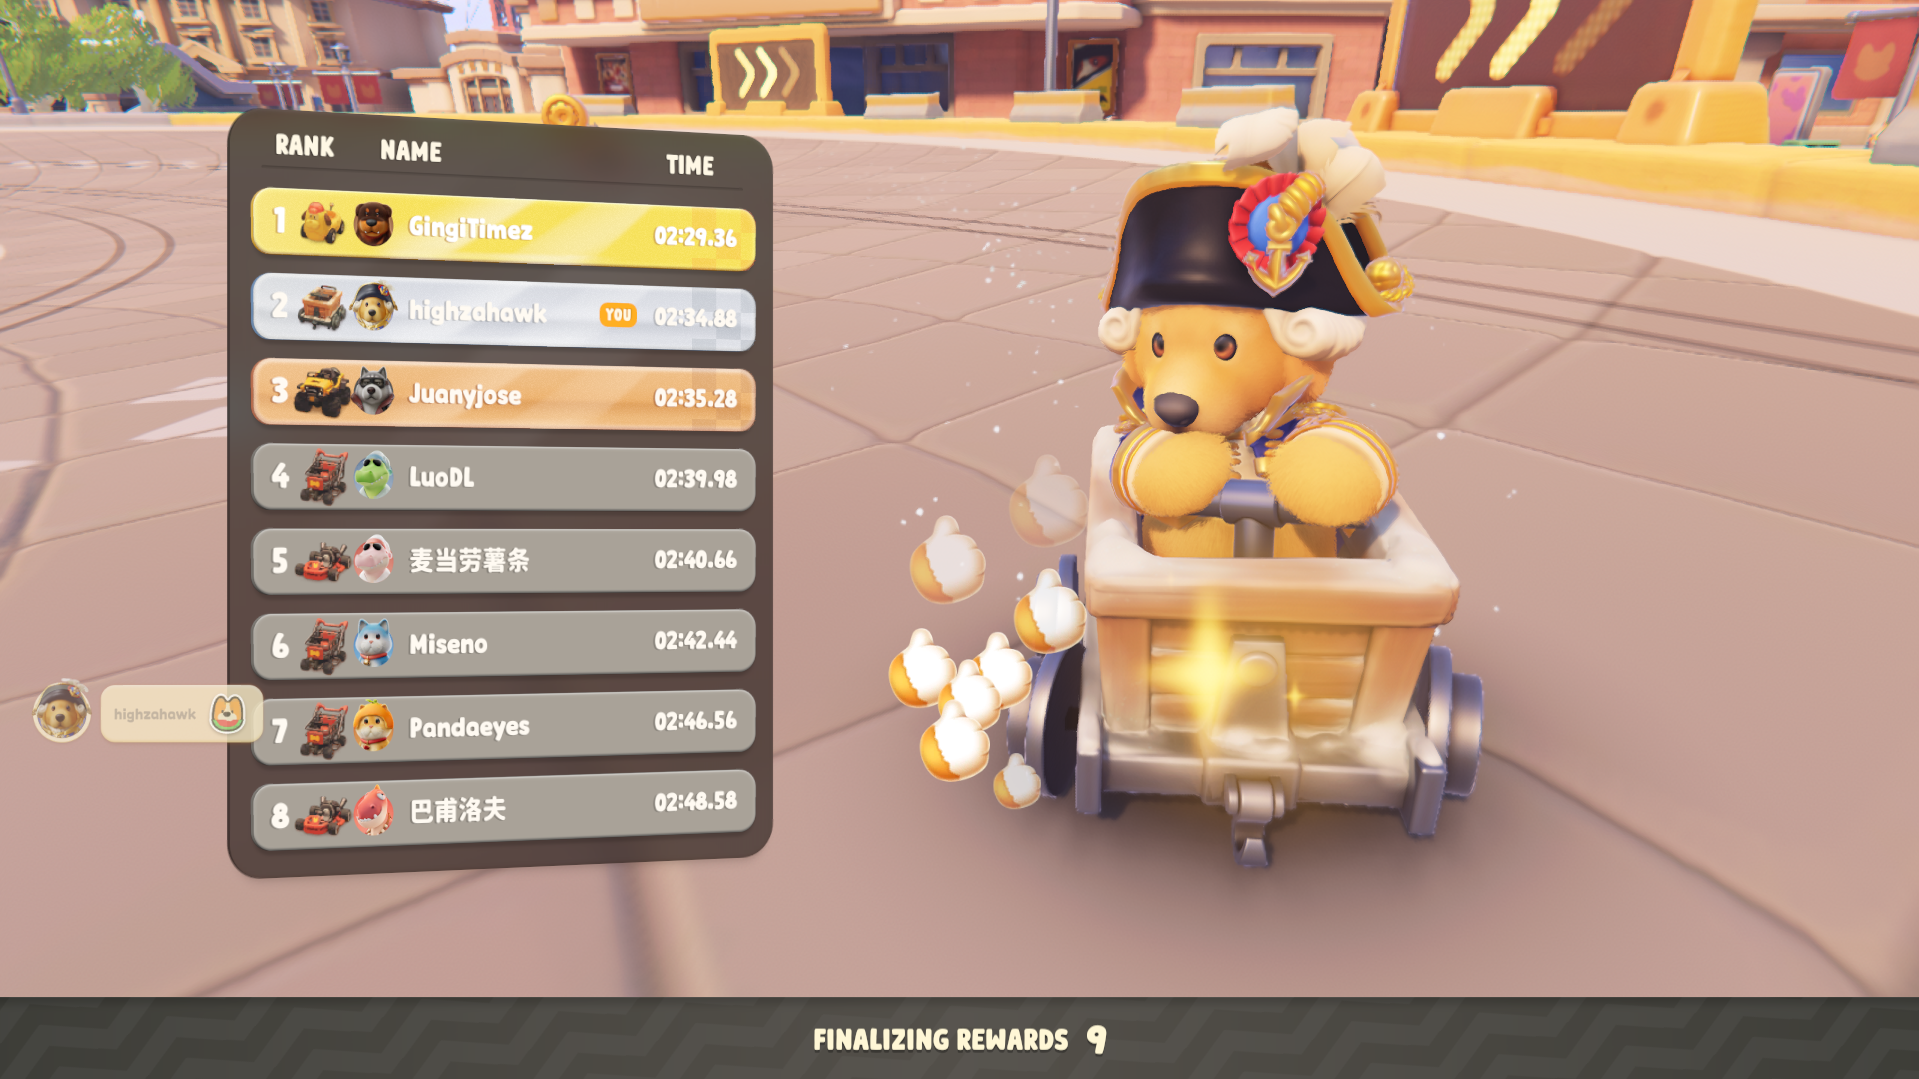 RANK NAME TIME
1 GingiTimez 02:29.36
2 highzahawk YOU 02:34.88
3 Juanyjose 02:35.28
4 LuoDL 02:39.98
5 麦当劳薯条 02:40.66
6 Miseno 02:42.44
highzahawk
7 Pandaeyes 02:46.56
8 巴甫洛夫 02:48.58
FINALIZING REWARDS 9